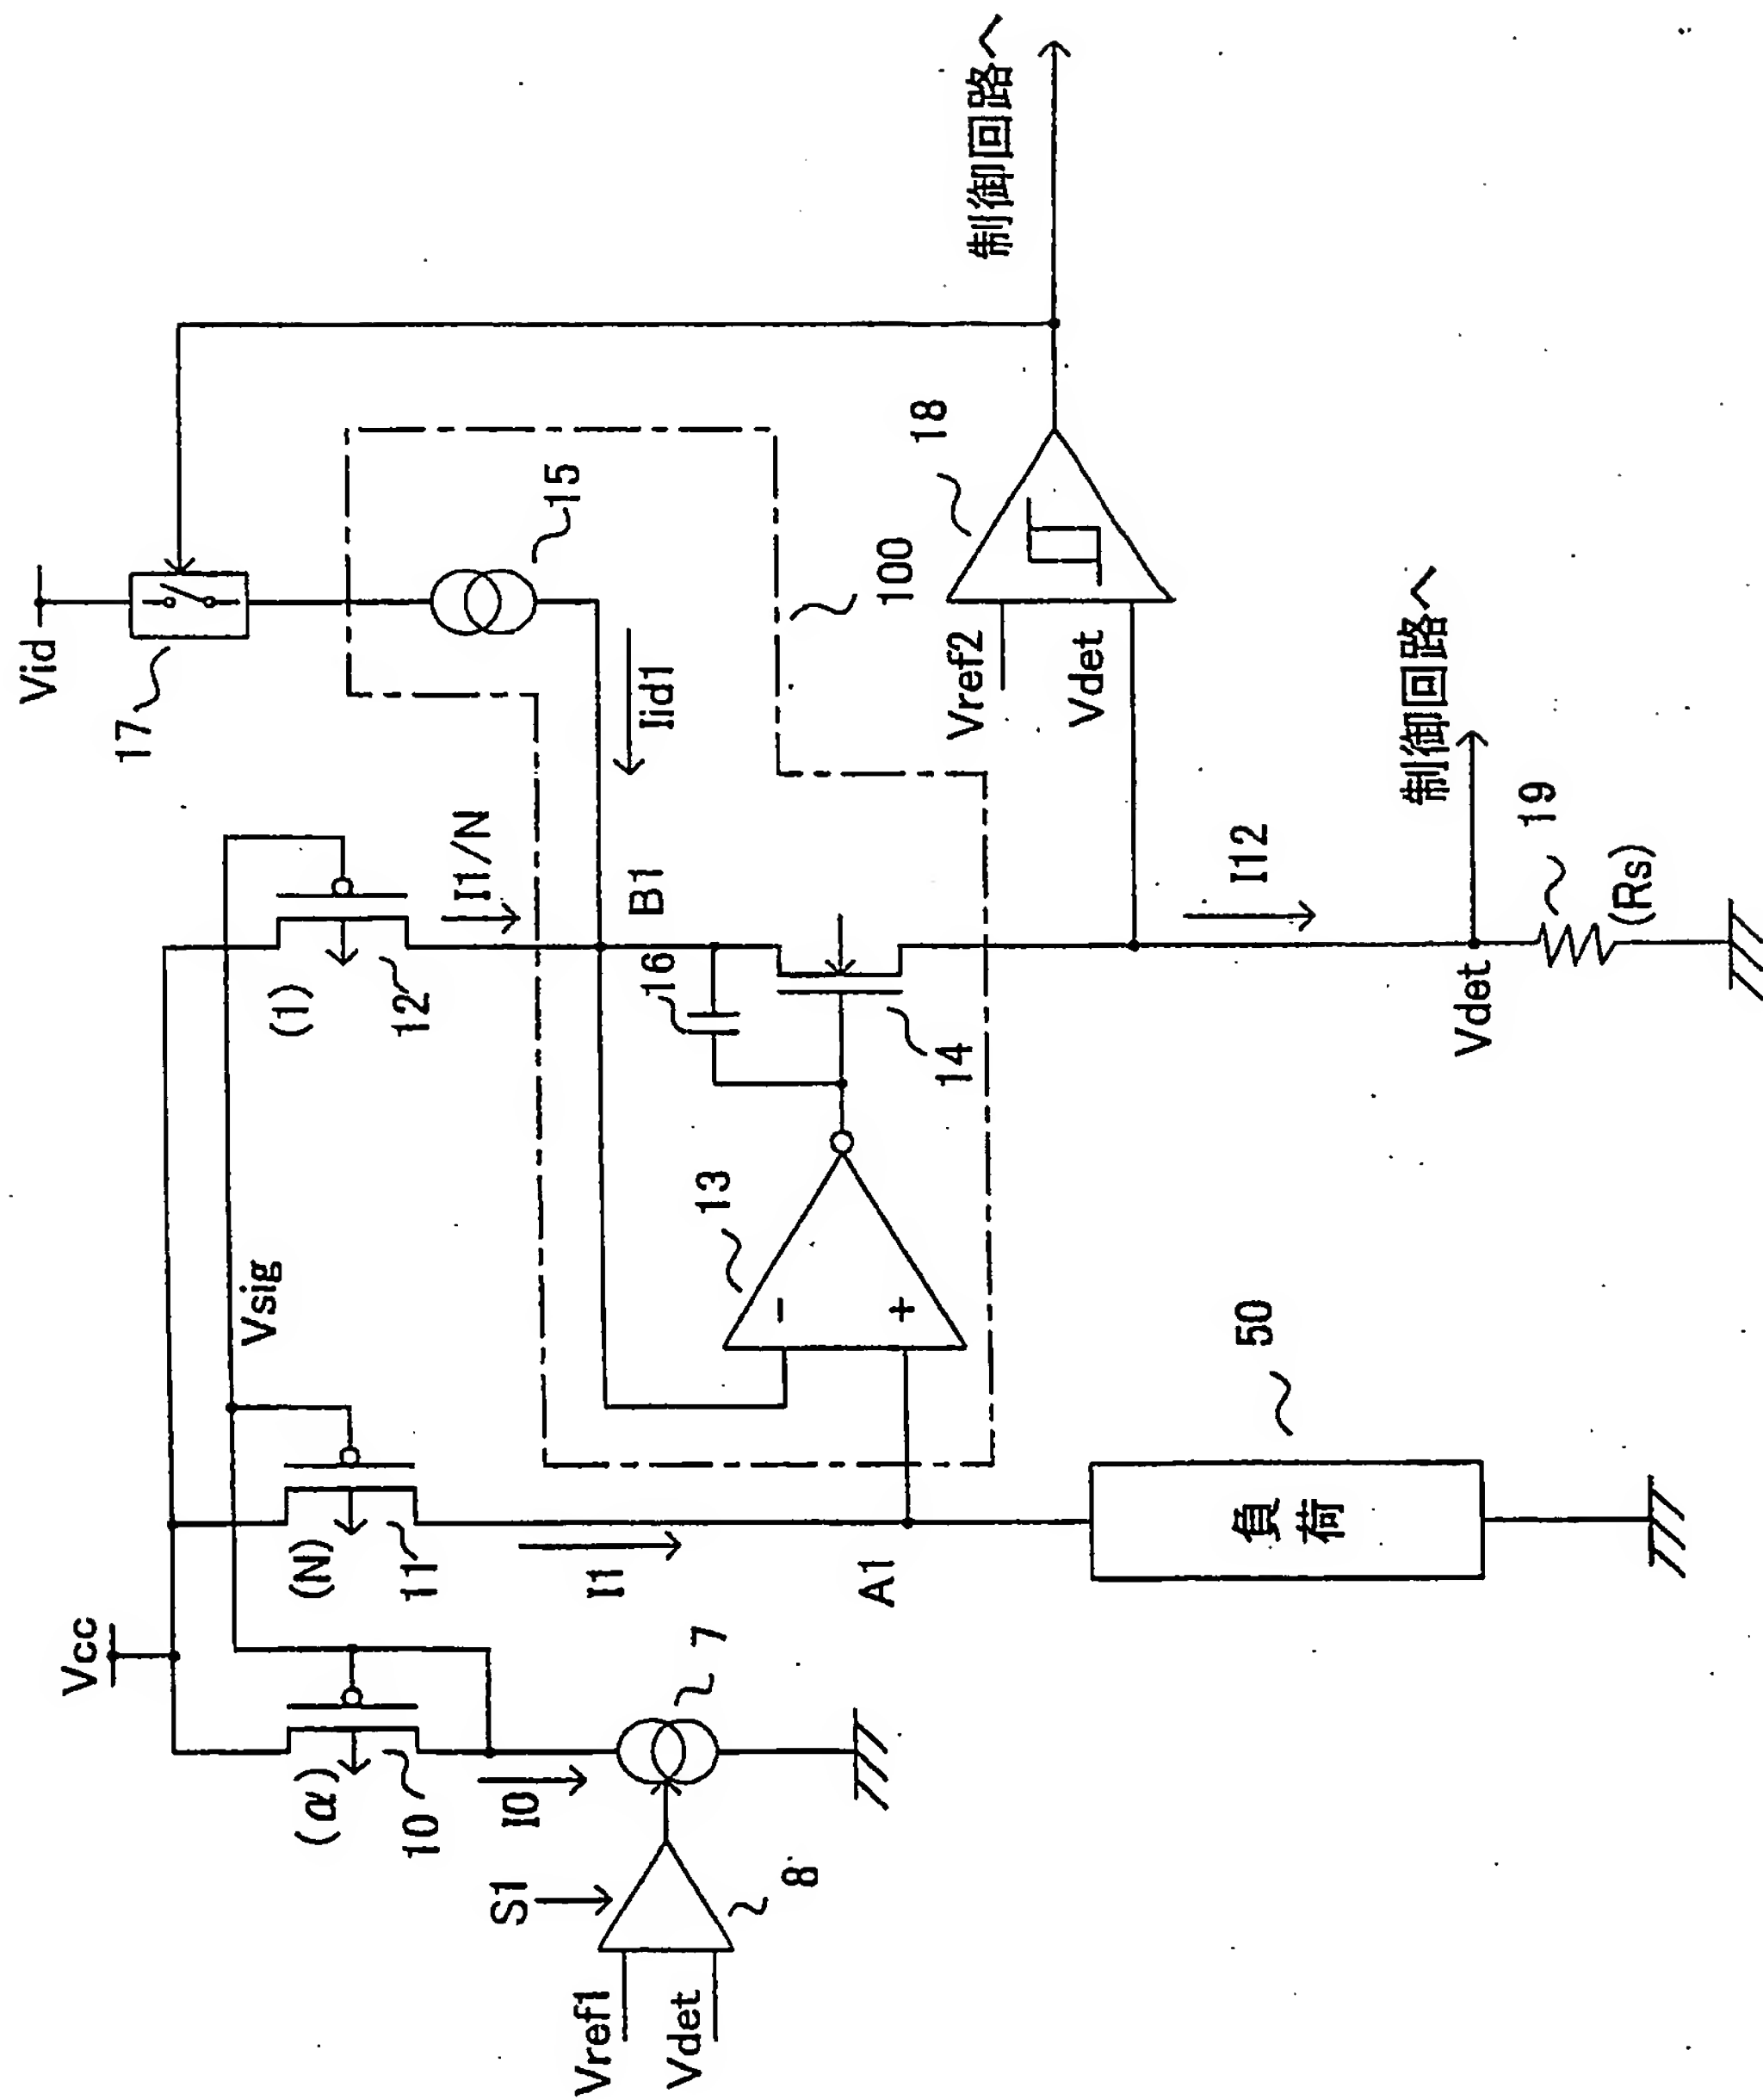 Vcc
Vid
17
(α)
10
(N)
11
Vsig
(1)
12
I0
I1
I1/N
Iid1
15
S1
Vref1
Vdet
8
7
A1
B1
16
13
-
+
14
100
18
Vref2
Vdet
制御回路へ
50
負荷
I12
制御回路へ
Vdet
19
(Rs)